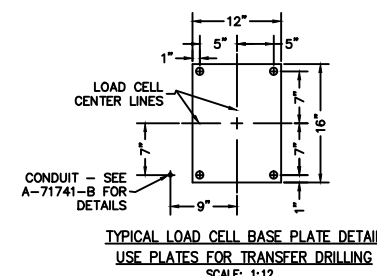 12"
5"
5"
1"
LOAD CELL
CENTER LINES
7"
16"
7"
7"
CONDUIT – SEE
A-71741-B FOR
DETAILS
9"
1"
TYPICAL LOAD CELL BASE PLATE DETAI
USE PLATES FOR TRANSFER DRILLING
SCALE: 1:12